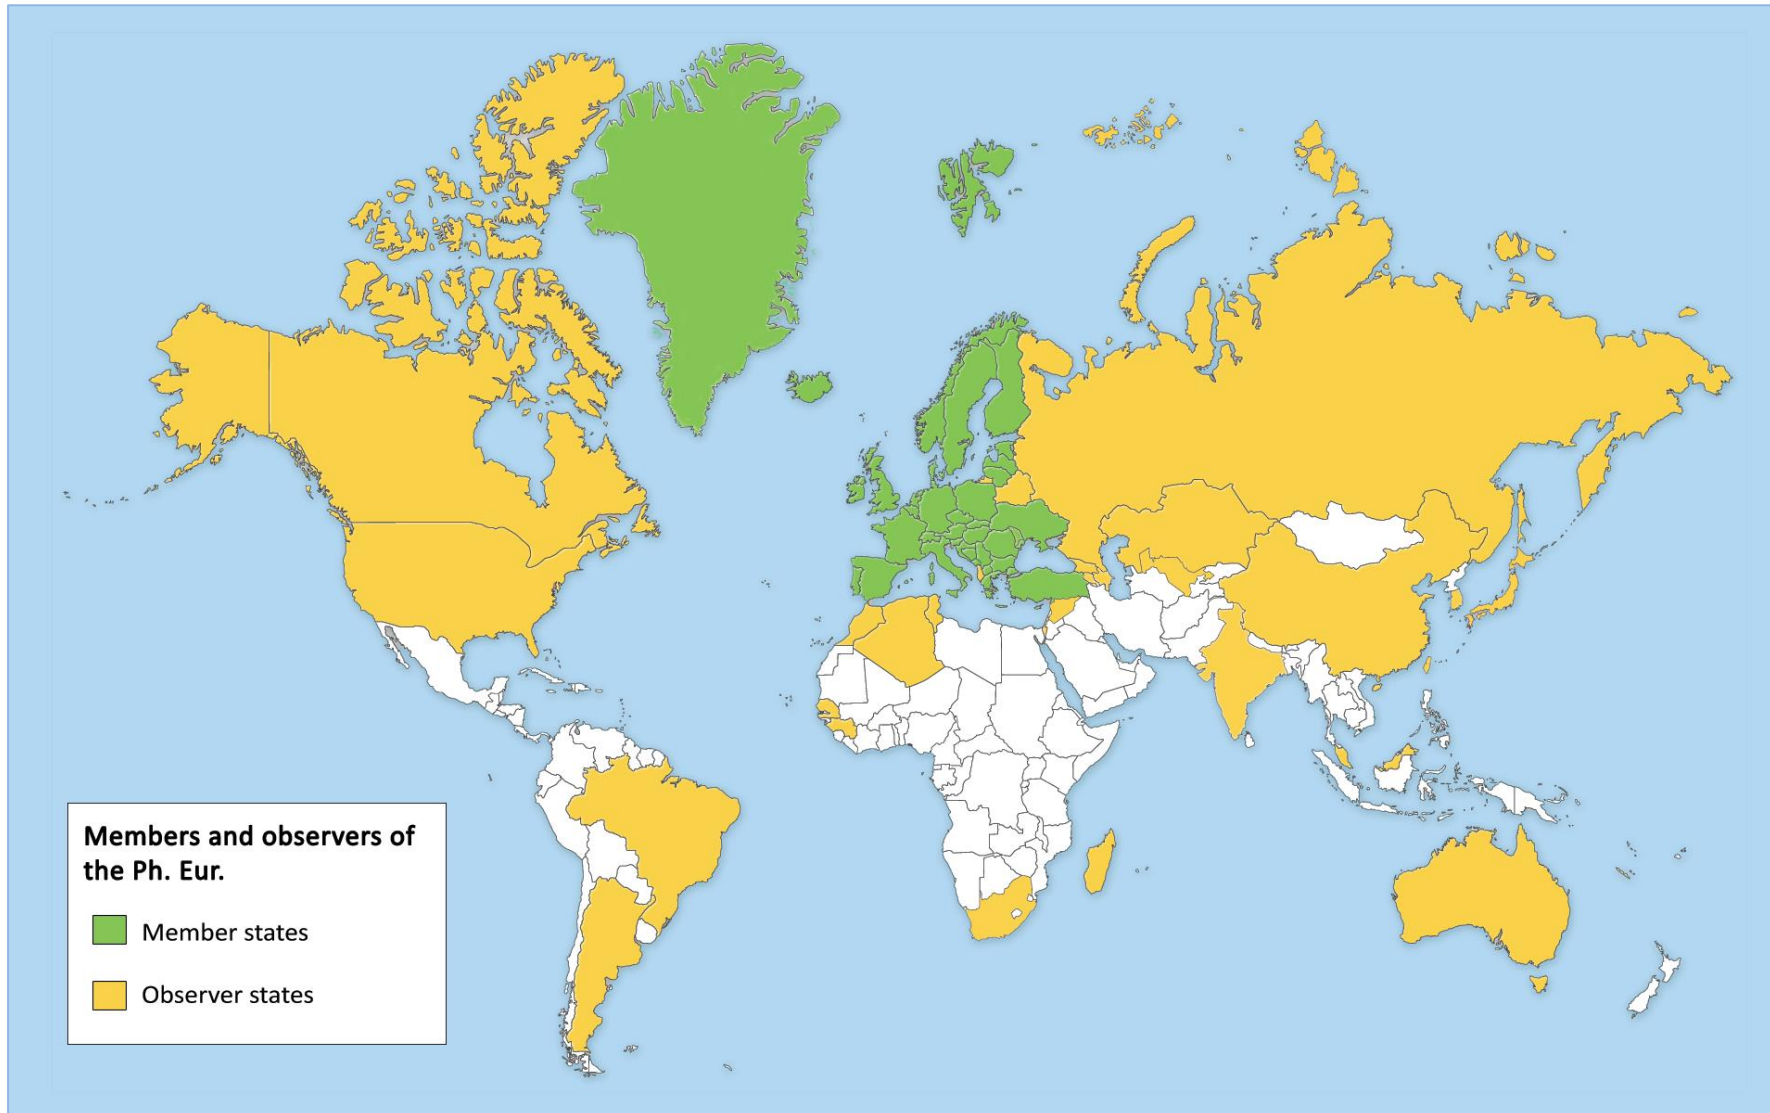 Members and observers of
the Ph. Eur.
Member states
Observer states